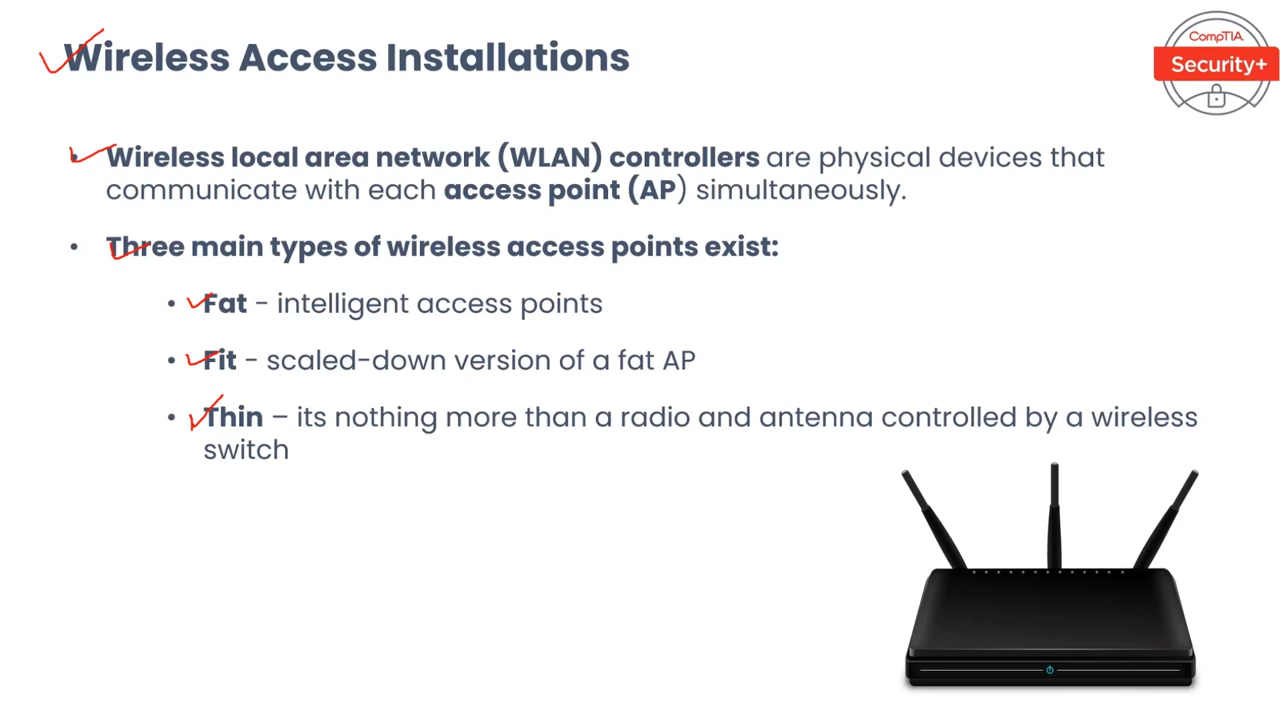 Wireless Access Installations
CompTIA
Security+
• Wireless local area network (WLAN) controllers are physical devices that
communicate with each access point (AP) simultaneously.
• Three main types of wireless access points exist:
• Fat - intelligent access points
• Fit - scaled-down version of a fat AP
• Thin – its nothing more than a radio and antenna controlled by a wireless
switch